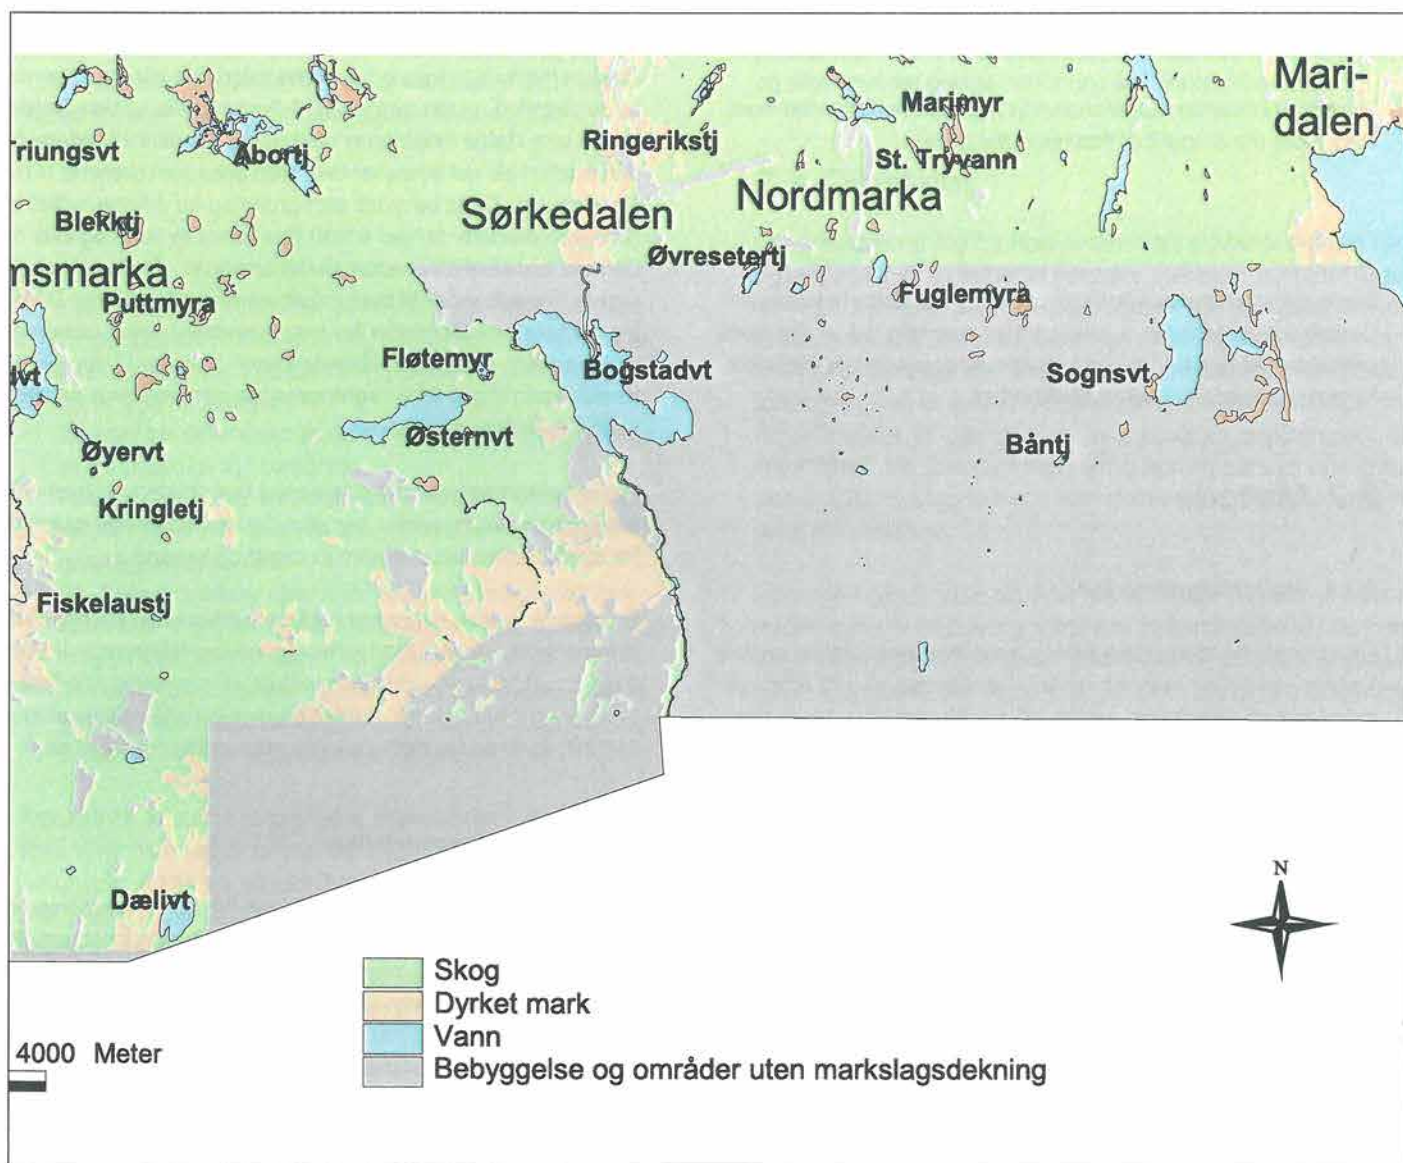 Mari-
dalen
Marimyr
Ringerikstj
Triungsvt
Abortj
St. Tryvann
Nordmarka
Sørkedalen
Blekktj
Øvresetertj
msmarka
Puttmyra
Fuglemyra
Fløtemyr
Bogstadvt
Sognsvt
dvt
Østernvt
Øyervt
Båntj
Kringletj
Fiskelaustj
Dælivt
N
Skog
Dyrket mark
Vann
Bebyggelse og områder uten markslagsdekning
4000 Meter